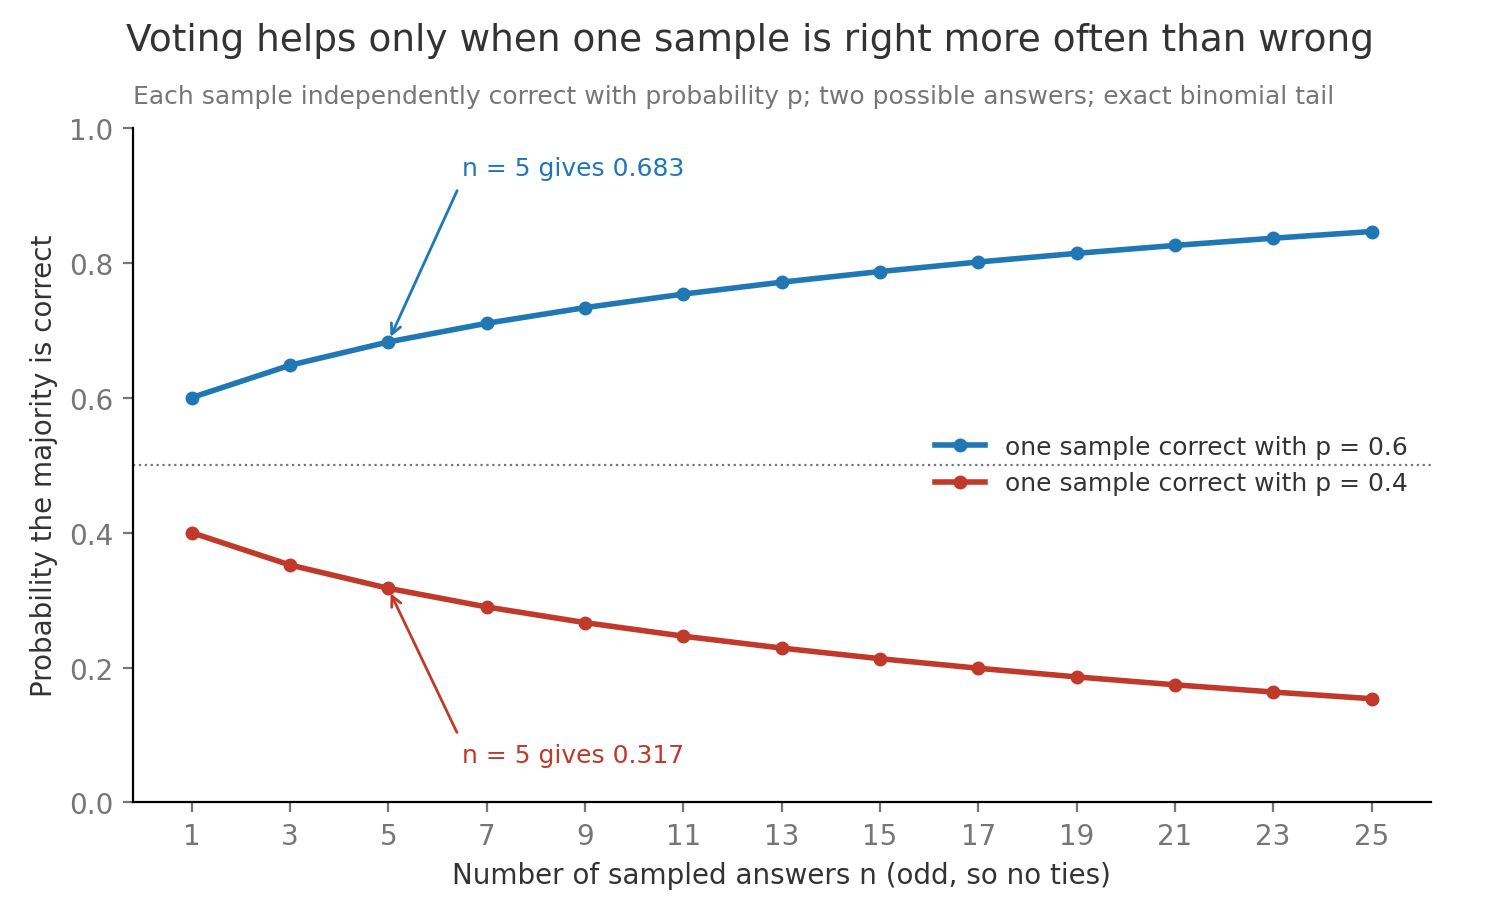 Voting helps only when one sample is right more often than wrong
Each sample independently correct with probability p; two possible answers; exact binomial tail
Probability the majority is correct
1.0
0.8
0.6
0.4
0.2
0.0
n = 5 gives 0.683
one sample correct with p = 0.6
one sample correct with p = 0.4
n = 5 gives 0.317
1 3 5 7 9 11 13 15 17 19 21 23 25
Number of sampled answers n (odd, so no ties)